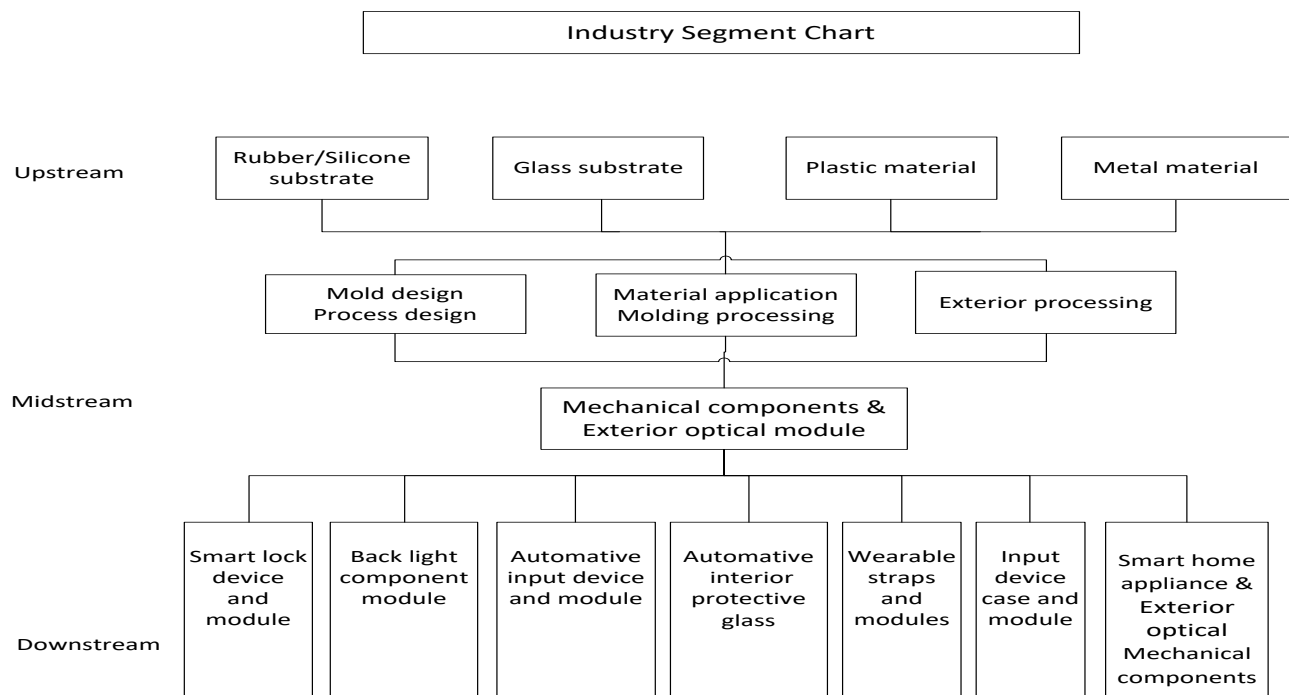 Industry Segment Chart
Upstream
Rubber/Silicone
substrate
Glass substrate
Plastic material
Metal material
Mold design
Process design
Material application
Molding processing
Exterior processing
Midstream
Mechanical components &
Exterior optical module
Downstream
Smart lock
device
and
module
Back light
component
module
Automative
input device
and module
Automative
interior
protective
glass
Wearable
straps
and
modules
Input
device
case and
module
Smart home
appliance &
Exterior
optical
Mechanical
components